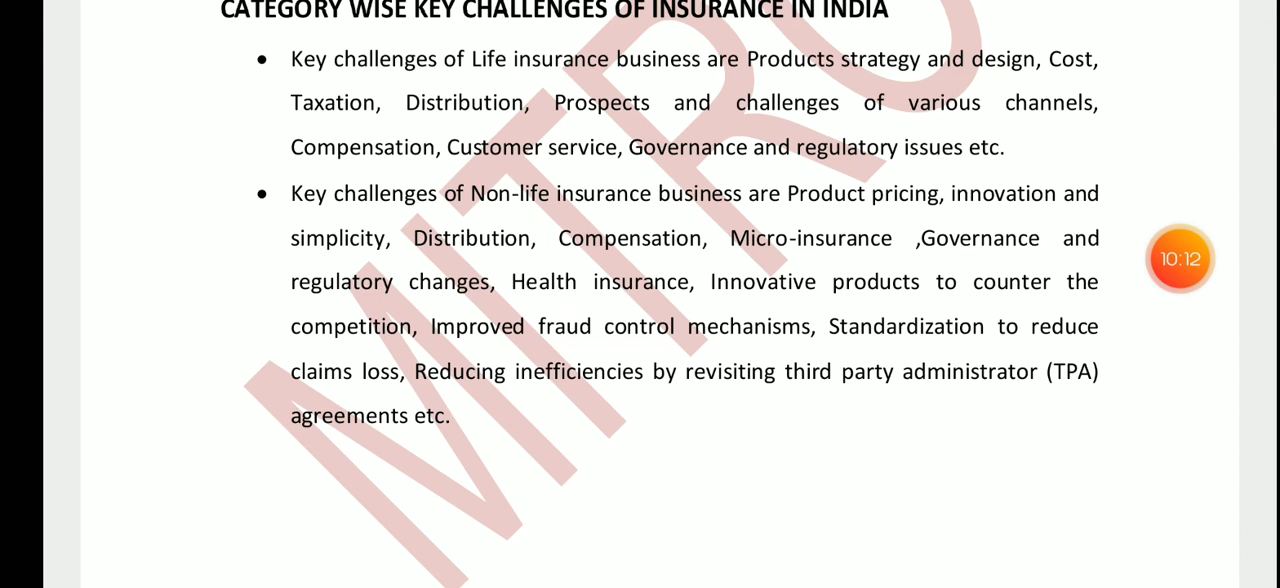 CATEGORY WISE KEY CHALLENGES OF INSURANCE IN INDIA
• Key challenges of Life insurance business are Products strategy and design, Cost,
Taxation, Distribution, Prospects and challenges of various channels,
Compensation, Customer service, Governance and regulatory issues etc.
• Key challenges of Non-life insurance business are Product pricing, innovation and
simplicity, Distribution, Compensation, Micro-insurance ,Governance and
regulatory changes, Health insurance, Innovative products to counter the
competition, Improved fraud control mechanisms, Standardization to reduce
claims loss, Reducing inefficiencies by revisiting third party administrator (TPA)
agreements etc.
10:12
MITRO